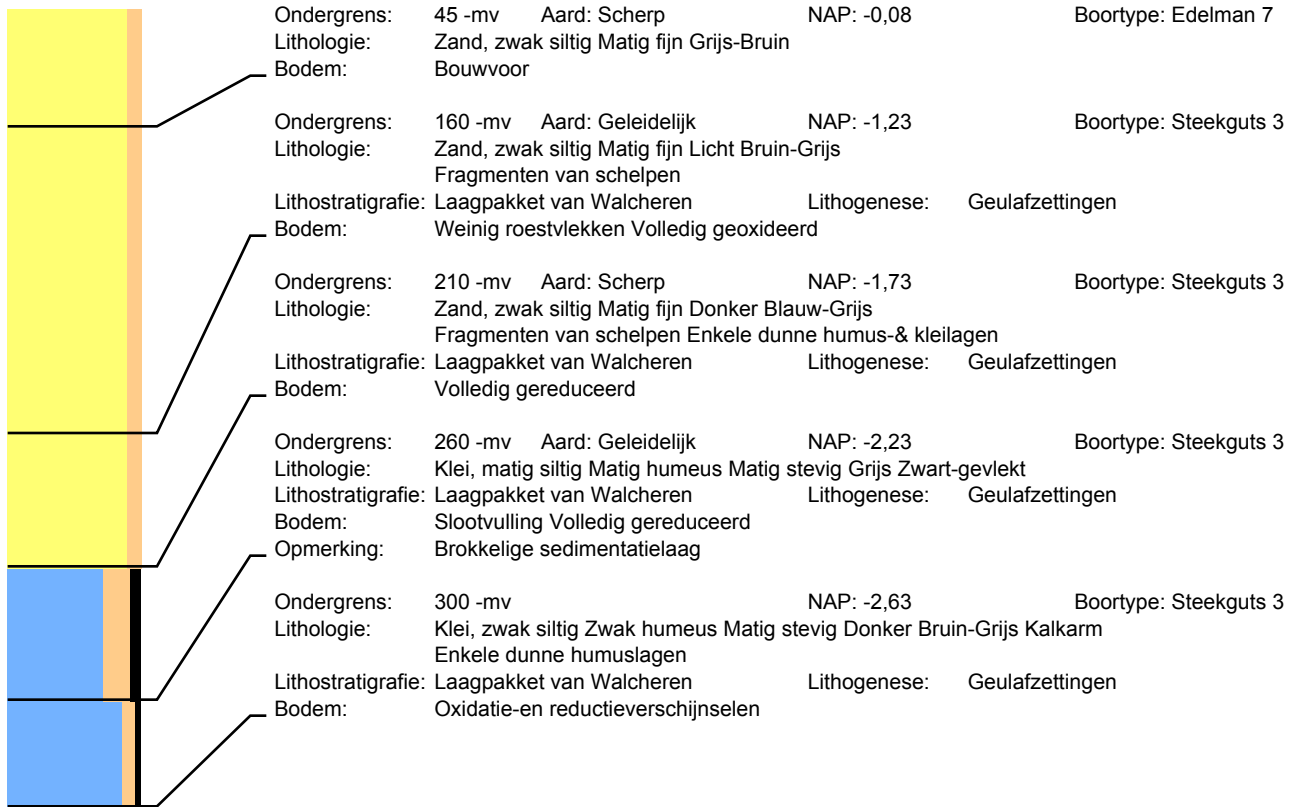 Ondergrens: 45 -mv Aard: Scherp NAP: -0,08 Boortype: Edelman 7
Lithologie: Zand, zwak siltig Matig fijn Grijs-Bruin
Bodem: Bouwvoor
Ondergrens: 160 -mv Aard: Geleidelijk NAP: -1,23 Boortype: Steekguts 3
Lithologie: Zand, zwak siltig Matig fijn Licht Bruin-Grijs
Fragmenten van schelpen
Lithostratigrafie: Laagpakket van Walcheren Lithogenese: Geulafzettingen
Bodem: Weinig roestvlekken Volledig geoxideerd
Ondergrens: 210 -mv Aard: Scherp NAP: -1,73 Boortype: Steekguts 3
Lithologie: Zand, zwak siltig Matig fijn Donker Blauw-Grijs
Fragmenten van schelpen Enkele dunne humus-& kleilagen
Lithostratigrafie: Laagpakket van Walcheren Lithogenese: Geulafzettingen
Bodem: Volledig gereduceerd
Ondergrens: 260 -mv Aard: Geleidelijk NAP: -2,23 Boortype: Steekguts 3
Lithologie: Klei, matig siltig Matig humeus Matig stevig Grijs Zwart-gevlekt
Lithostratigrafie: Laagpakket van Walcheren Lithogenese: Geulafzettingen
Bodem: Slootvulling Volledig gereduceerd
Opmerking: Brokkelige sedimentatielaag
Ondergrens: 300 -mv NAP: -2,63 Boortype: Steekguts 3
Lithologie: Klei, zwak siltig Zwak humeus Matig stevig Donker Bruin-Grijs Kalkarm
Enkele dunne humuslagen
Lithostratigrafie: Laagpakket van Walcheren Lithogenese: Geulafzettingen
Bodem: Oxidatie-en reductieverschijnselen